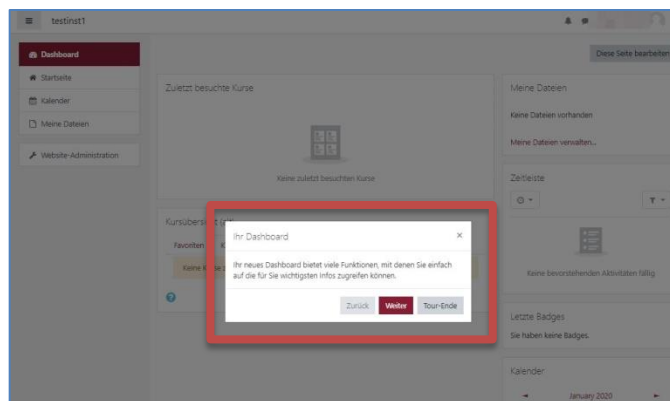 testinst1
Diese Seite bearbeiten
Dashboard
Startseite
Kalender
Meine Dateien
Website-Administration
Zuletzt besuchte Kurse
Keine zuletzt besuchten Kurse
Kursübersicht
Favoriten
Keine
Ihr Dashboard
×
Ihr neues Dashboard bietet viele Funktionen, mit denen Sie einfach
auf die für Sie wichtigsten Infos zugreifen können.
Zurück Weiter Tour-Ende
Meine Dateien
Keine Dateien vorhanden
Meine Dateien verwalten...
Zeitleiste
Keine bevorstehenden Aktivitäten fällig
Letzte Badges
Sie haben keine Badges.
Kalender
January 2020